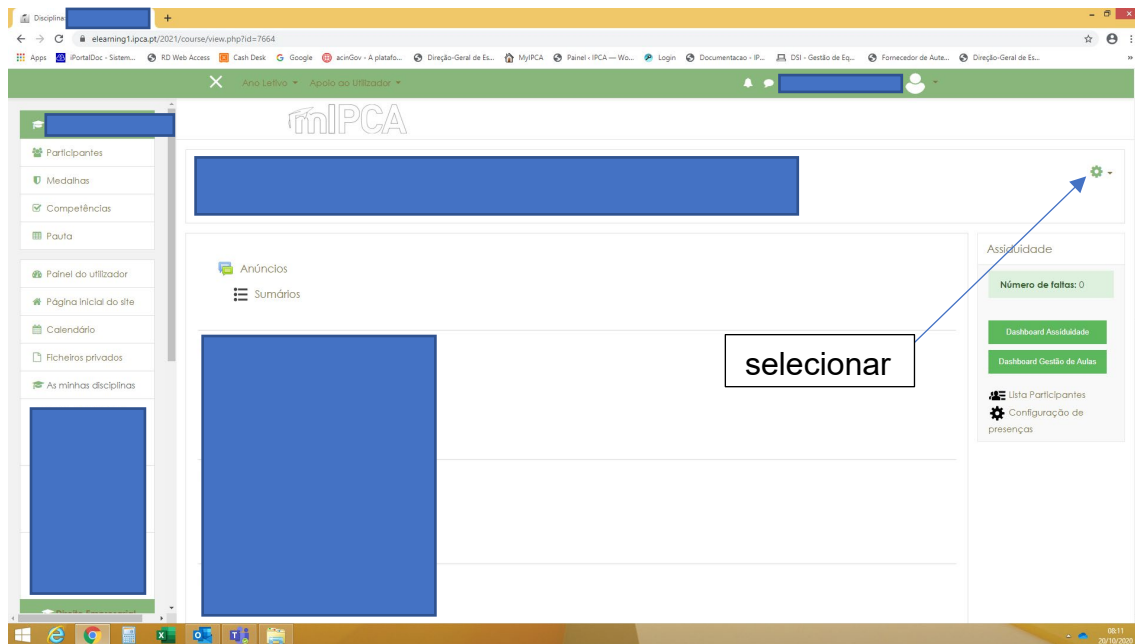 Disciplina:
elearning1.ipca.pt/2021/course/view.php?id=7664
Apps
iPortalDoc - Sistem...
RD Web Access
Cash Desk
Google
acinGov - A platafo...
Direção-Geral de Es...
MyIPCA
Painel ‹ IPCA — Wo...
Login
Documentacao - IP...
DSI - Gestão de Eq...
Fornecedor de Aute...
Direção-Geral de Es...
Ano Letivo
Apoio ao Utilizador
mIPCA
Participantes
Medalhas
Competências
Pauta
Painel do utilizador
Página inicial do site
Calendário
Ficheiros privados
As minhas disciplinas
Direito Empresarial
Anúncios
Sumários
selecionar
Assiduidade
Número de faltas: 0
Dashboard Assiduidade
Dashboard Gestão de Aulas
Lista Participantes
Configuração de
presenças
08:11
20/10/2020